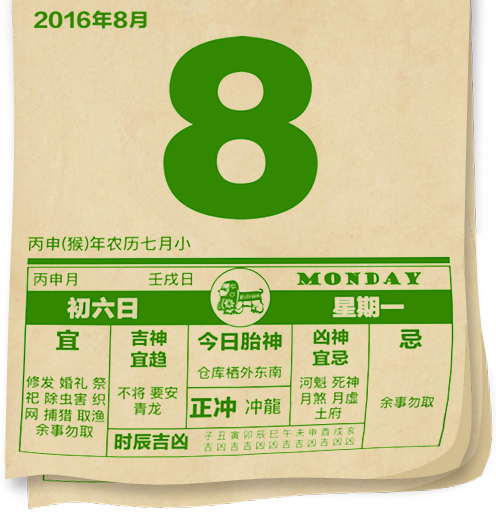 2016年8月
8
丙申(猴)年农历七月小
丙申月 壬戌日 MONDAY
初六日 星期一
宜
修发 婚礼 祭
祀 除虫害 织
网 捕猎 取渔
余事勿取
吉神
宜趋
不将 要安
青龙
今日胎神
仓库栖外东南
正冲 冲龍
凶神
宜忌
河魁 死神
月煞 月虚
土府
忌
余事勿取
时辰吉凶
子丑寅卯辰巳午未申酉戌亥